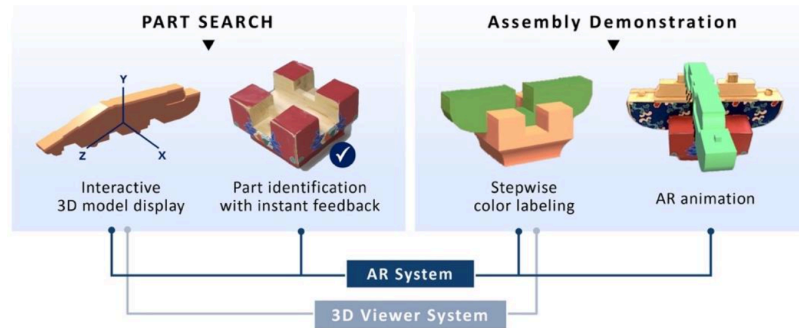 PART SEARCH
Assembly Demonstration
Y
Z
X
Interactive
3D model display
Part identification
with instant feedback
Stepwise
color labeling
AR animation
AR System
3D Viewer System